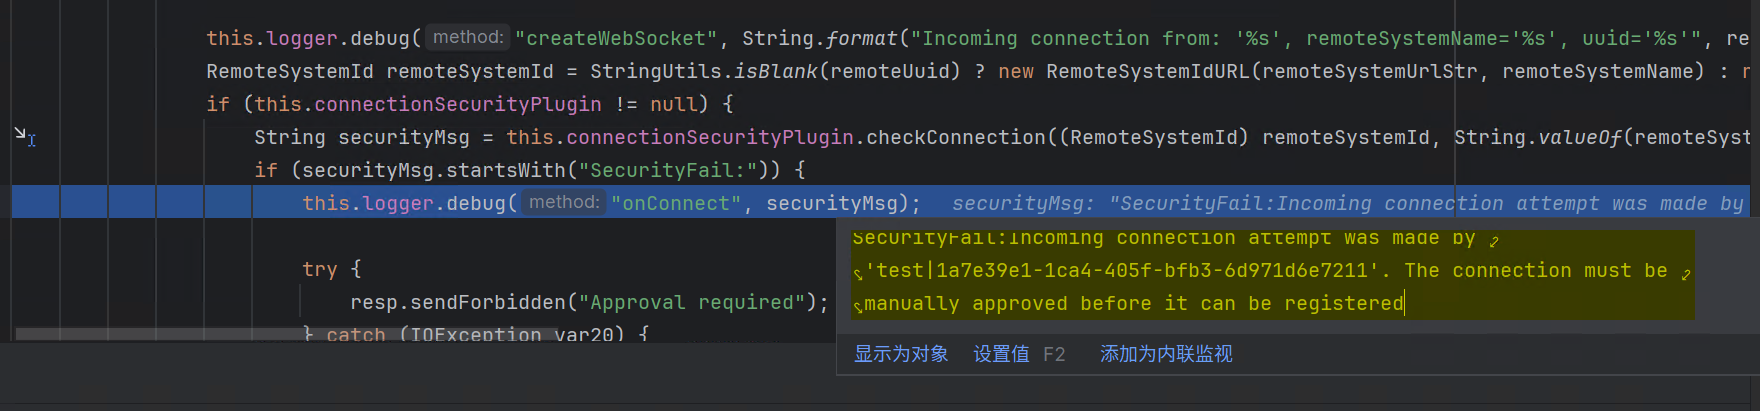 this.logger.debug( method: "createWebSocket", String.format("Incoming connection from: '%s', remoteSystemName='%s', uuid='%s'", re
RemoteSystemId remoteSystemId = StringUtils.isBlank(remoteUuid) ? new RemoteSystemIdURL(remoteSystemUrlStr, remoteSystemName) : n
if (this.connectionSecurityPlugin != null) {
String securityMsg = this.connectionSecurityPlugin.checkConnection((RemoteSystemId) remoteSystemId, String.valueOf(remoteSyst
if (securityMsg.startsWith("SecurityFail:")) {
this.logger.debug( method: "onConnect", securityMsg); securityMsg: "SecurityFail:Incoming connection attempt was made by
SecurityFail:Incoming connection attempt was made by
'test|1a7e39e1-1ca4-405f-bfb3-6d971d6e7211'. The connection must be
manually approved before it can be registered
try {
resp.sendForbidden("Approval required");
} catch (IOException var20) {
显示为对象 设置值 F2 添加为内联监视